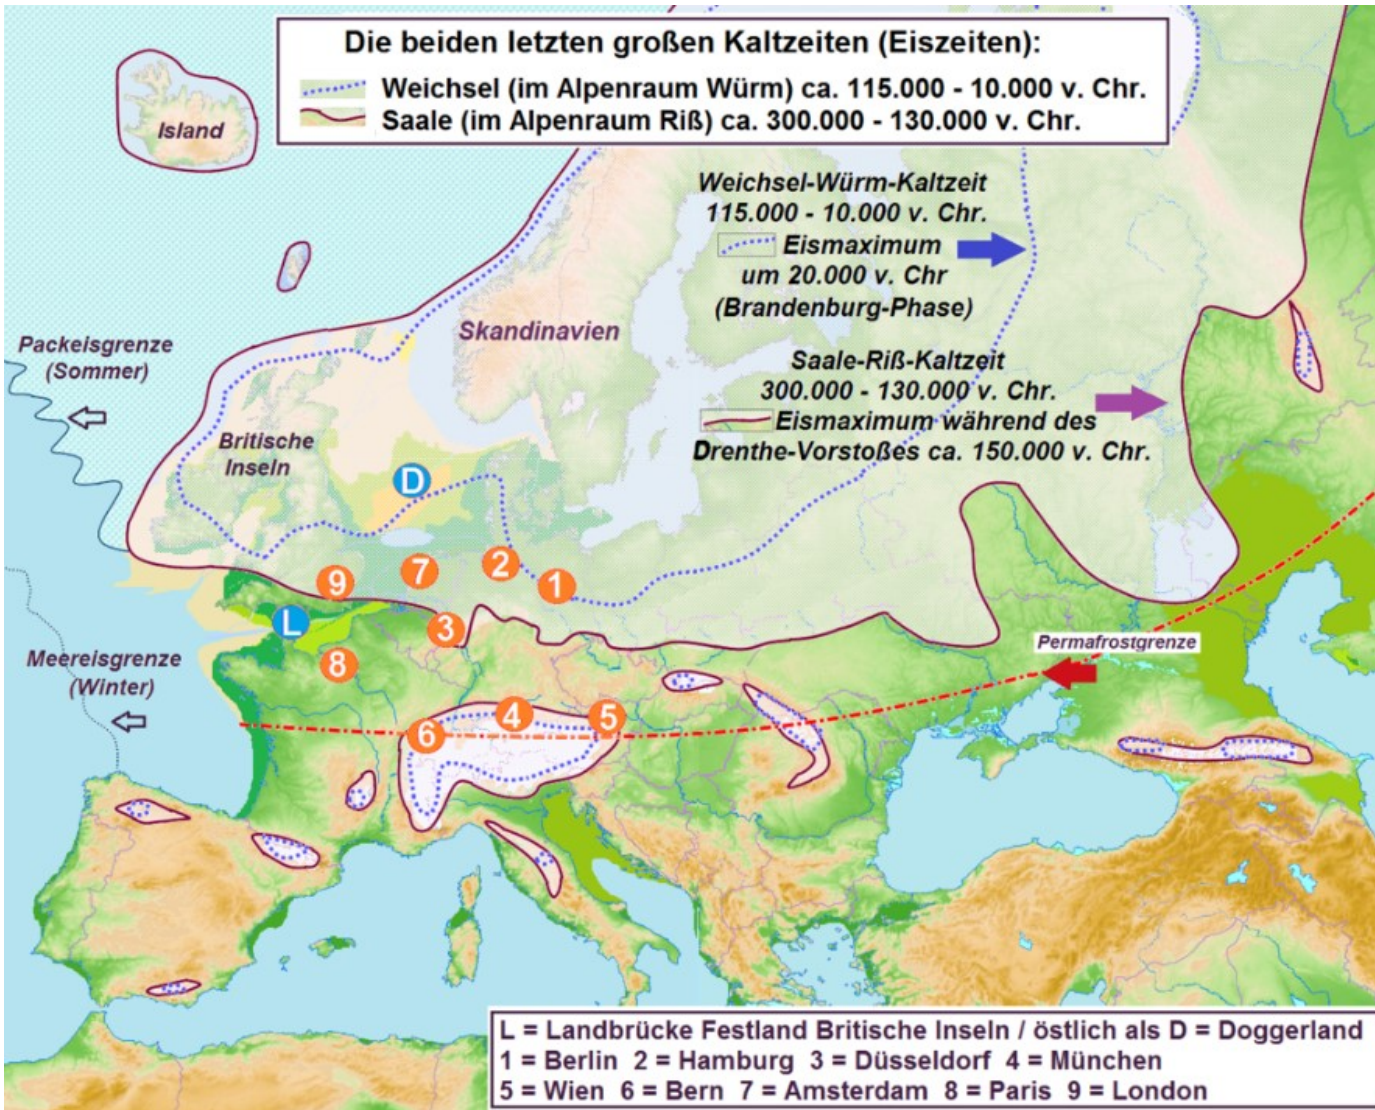 Die beiden letzten großen Kaltzeiten (Eiszeiten):
Weichsel (im Alpenraum Würm) ca. 115.000 - 10.000 v. Chr.
Saale (im Alpenraum Riß) ca. 300.000 - 130.000 v. Chr.
Island
Weichsel-Würm-Kaltzeit
115.000 - 10.000 v. Chr.
Eismaximum
um 20.000 v. Chr
(Brandenburg-Phase)
Skandinavien
Packeisgrenze
(Sommer)
Saale-Riß-Kaltzeit
300.000 - 130.000 v. Chr.
Eismaximum während des
Drenthe-Vorstoßes ca. 150.000 v. Chr.
Britische
Inseln
D
2
7
9
1
L
3
8
Permafrostgrenze
Meereisgrenze
(Winter)
4
5
6
L = Landbrücke Festland Britische Inseln / östlich als D = Doggerland
1 = Berlin 2 = Hamburg 3 = Düsseldorf 4 = München
5 = Wien 6 = Bern 7 = Amsterdam 8 = Paris 9 = London